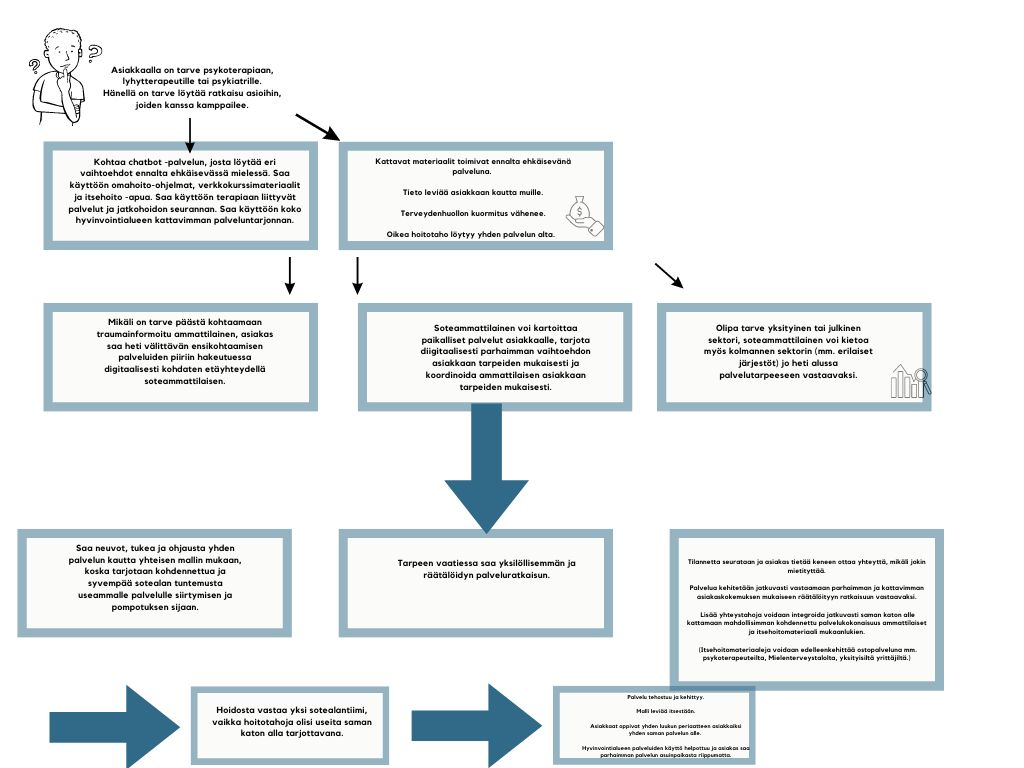 Asiakkaalla on tarve psykoterapiaan,
lyhytterapeutille tai psykiatrille.
Hänellä on tarve löytää ratkaisu asioihin,
joiden kanssa kamppailee.
Kohtaa chatbot -palvelun, josta löytää eri
vaihtoehdot ennalta ehkäisevässä mielessä. Saa
käyttöön omahoito-ohjelmat, verkkokurssimateriaalit
ja itsehoito -apua. Saa käyttöön terapiaan liittyvät
palvelut ja jatkohoidon seurannan. Saa käyttöön koko
hyvinvointialueen kattavimman palveluntarjonnan.
Kattavat materiaalit toimivat ennalta ehkäisevänä
palveluna.
Tieto leviää asiakkaan kautta muille.
Terveydenhuollon kuormitus vähenee.
Oikea hoitotaho löytyy yhden palvelun alta.
Mikäli on tarve päästä kohtaamaan
traumainformoitu ammattilainen, asiakas
saa heti välittävän ensikohtaamisen
palveluiden piiriin hakeutuessa
digitaalisesti kohdaten etäyhteydellä
soteammattilaisen.
Soteammattilainen voi kartoittaa
paikalliset palvelut asiakkaalle, tarjota
diigitaalisesti parhaimman vaihtoehdon
asiakkaan tarpeiden mukaisesti ja
koordinoida ammattilaisen asiakkaan
tarpeiden mukaisesti.
Olipa tarve yksityinen tai julkinen
sektori, soteammattilainen voi kietoa
myös kolmannen sektorin (mm. erilaiset
järjestöt) jo heti alussa
palvelutarpeeseen vastaavaksi.
Saa neuvot, tukea ja ohjausta yhden
palvelun kautta yhteisen mallin mukaan,
koska tarjotaan kohdennettua ja
syvempää sotealan tuntemusta
useammalle palvelulle siirtymisen ja
pompotuksen sijaan.
Tarpeen vaatiessa saa yksilöllisemmän ja
räätälöidyn palveluratkaisun.
Tilannetta seurataan ja asiakas tietää keneen ottaa yhteyttä, mikäli jokin
mietityttää.
Palvelua kehitetään jatkuvasti vastaamaan parhaimman ja kattavimman
asiakaskokemuksen mukaiseen räätälöityyn ratkaisuun vastaavaksi.
Lisää yhteystahoja voidaan integroida jatkuvasti saman katon alle
kattamaan mahdollisimman kohdennettu palvelukokonaisuus ammattilaiset
ja itsehoitomateriaali mukaanlukien.
(Itsehoitomateriaaleja voidaan edelleenkehittää ostopalveluna mm.
psykoterapeuteilta, Mielenterveystalolta, yksityisiltä yrittäjiltä.)
Hoidosta vastaa yksi sotealantiimi,
vaikka hoitotahoja olisi useita saman
katon alla tarjottavana.
Palvelu tehostuu ja kehittyy.
Malli leviää itsestään.
Asiakkaat oppivat yhden luukun periaatteen asiakkaiksi
yhden saman palvelun alle.
Hyvinvointialueen palveluiden käyttö helpottuu ja asiakas saa
parhaimman palvelun asuinpaikasta riippumatta.